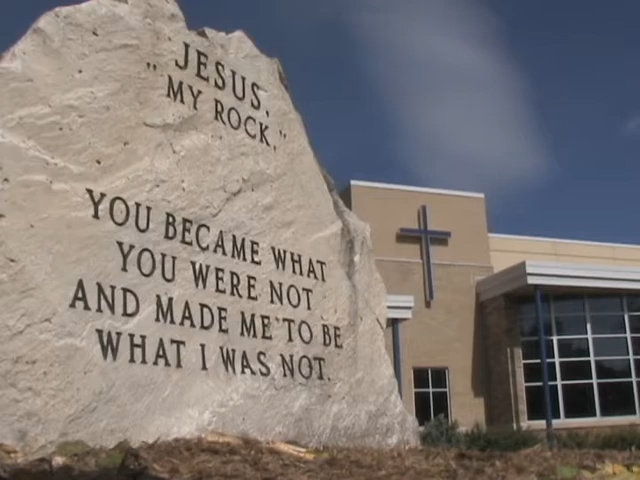 JESUS,
"MY ROCK."
YOU BECAME WHAT
YOU WERE NOT
AND MADE ME TO BE
WHAT I WAS NOT.